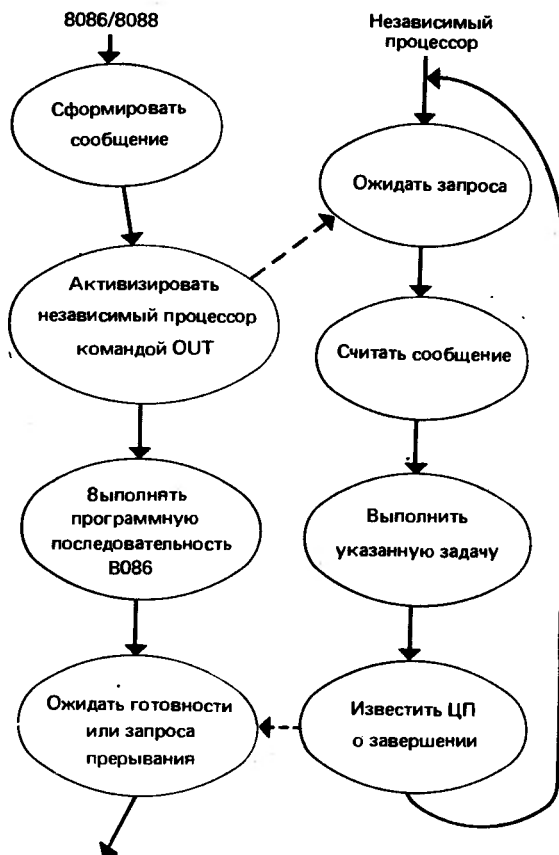 8086/8088
Сформировать
сообщение
Активизировать
независимый процессор
командой OUT
8ыполнять
программную
последовательность
В086
Ожидать готовности
или запроса
прерывания
Независимый
процессор
Ожидать запроса
Считать сообщение
Выполнить
указанную задачу
Известить ЦП
о завершении